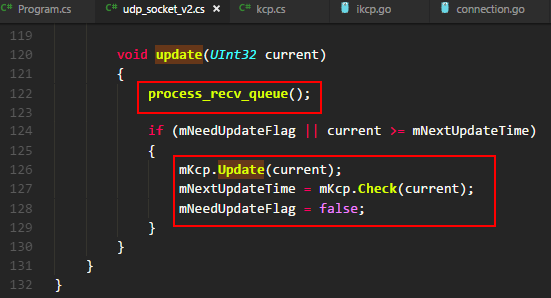 Program.cs C# udp_socket_v2.cs C# kcp.cs ikcp.go connection.go
119
120 void update(UInt32 current)
121 {
122 process_recv_queue();
123
124 if (mNeedUpdateFlag || current >= mNextUpdateTime)
125 {
126 mKcp.Update(current);
127 mNextUpdateTime = mKcp.Check(current);
128 mNeedUpdateFlag = false;
129 }
130 }
131 }
132 }